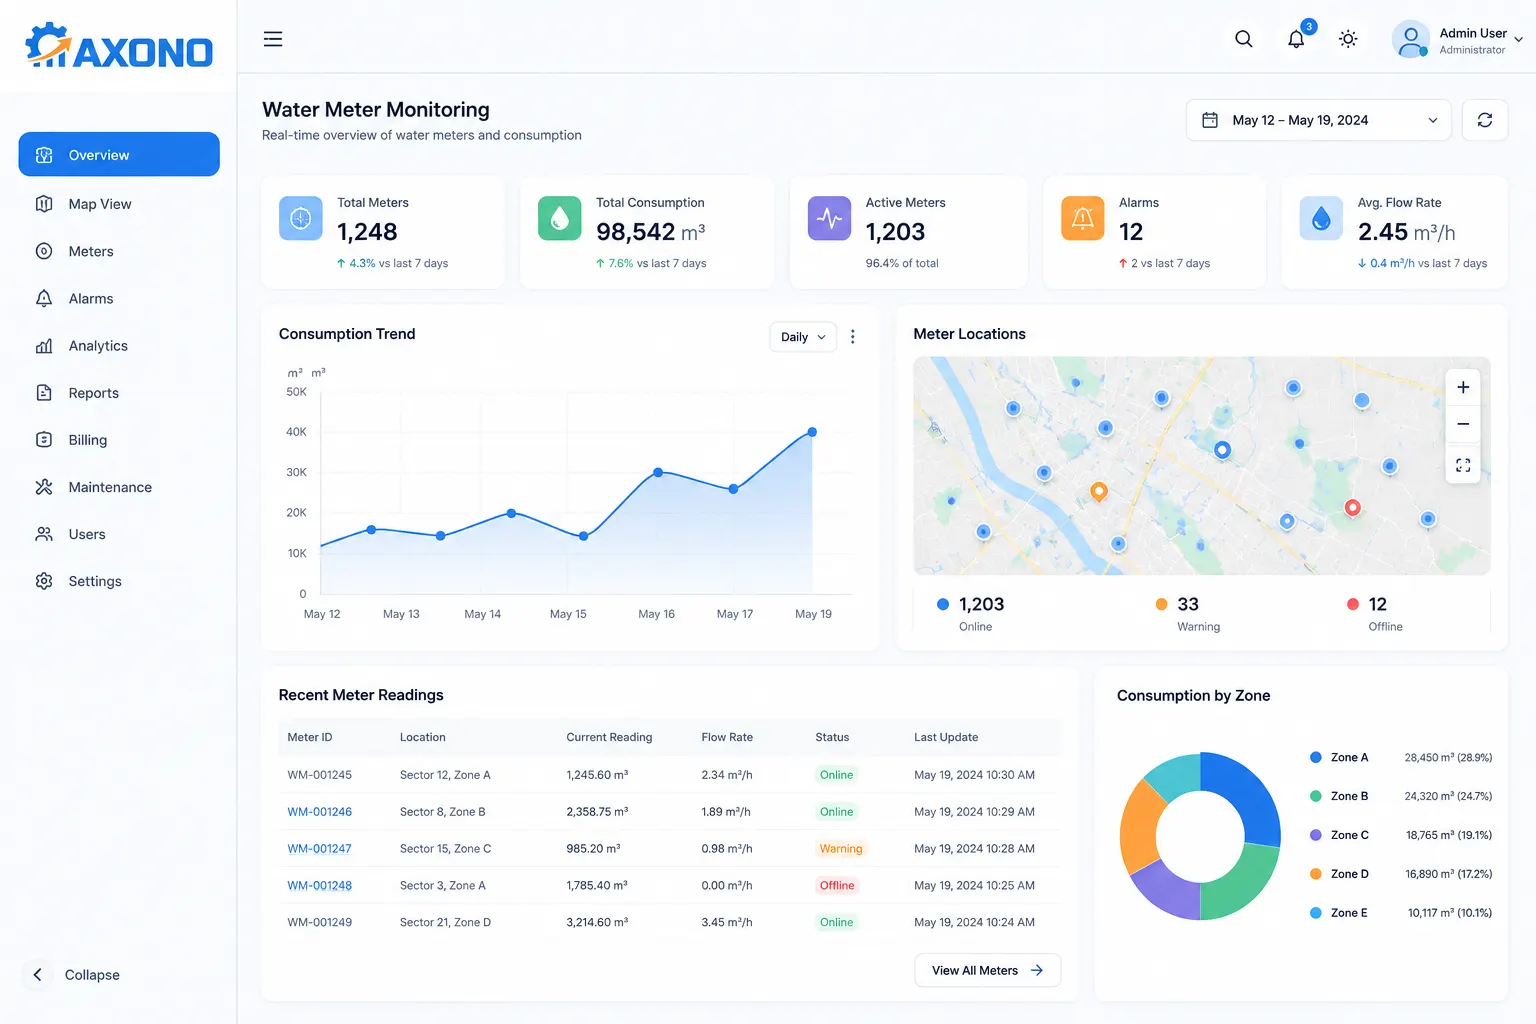 AXONO
3
Admin User
Administrator
Overview
Map View
Meters
Alarms
Analytics
Reports
Billing
Maintenance
Users
Settings
Collapse
Water Meter Monitoring
Real-time overview of water meters and consumption
May 12 – May 19, 2024
Total Meters
1,248
↑ 4.3% vs last 7 days
Total Consumption
98,542 m³
↑ 7.6% vs last 7 days
Active Meters
1,203
96.4% of total
Alarms
12
↑ 2 vs last 7 days
Avg. Flow Rate
2.45 m³/h
↓ 0.4 m³/h vs last 7 days
Consumption Trend
Daily
m³ m³
50K
40K
30K
20K
10K
0
May 12 May 13 May 14 May 15 May 16 May 17 May 19
Meter Locations
+
−
1,203
Online
33
Warning
12
Offline
Recent Meter Readings
Meter ID Location Current Reading Flow Rate Status Last Update
WM-001245 Sector 12, Zone A 1,245.60 m³ 2.34 m³/h Online May 19, 2024 10:30 AM
WM-001246 Sector 8, Zone B 2,358.75 m³ 1.89 m³/h Online May 19, 2024 10:29 AM
WM-001247 Sector 15, Zone C 985.20 m³ 0.98 m³/h Warning May 19, 2024 10:28 AM
WM-001248 Sector 3, Zone A 1,785.40 m³ 0.00 m³/h Offline May 19, 2024 10:25 AM
WM-001249 Sector 21, Zone D 3,214.60 m³ 3.45 m³/h Online May 19, 2024 10:24 AM
View All Meters →
Consumption by Zone
Zone A 28,450 m³ (28.9%)
Zone B 24,320 m³ (24.7%)
Zone C 18,765 m³ (19.1%)
Zone D 16,890 m³ (17.2%)
Zone E 10,117 m³ (10.1%)